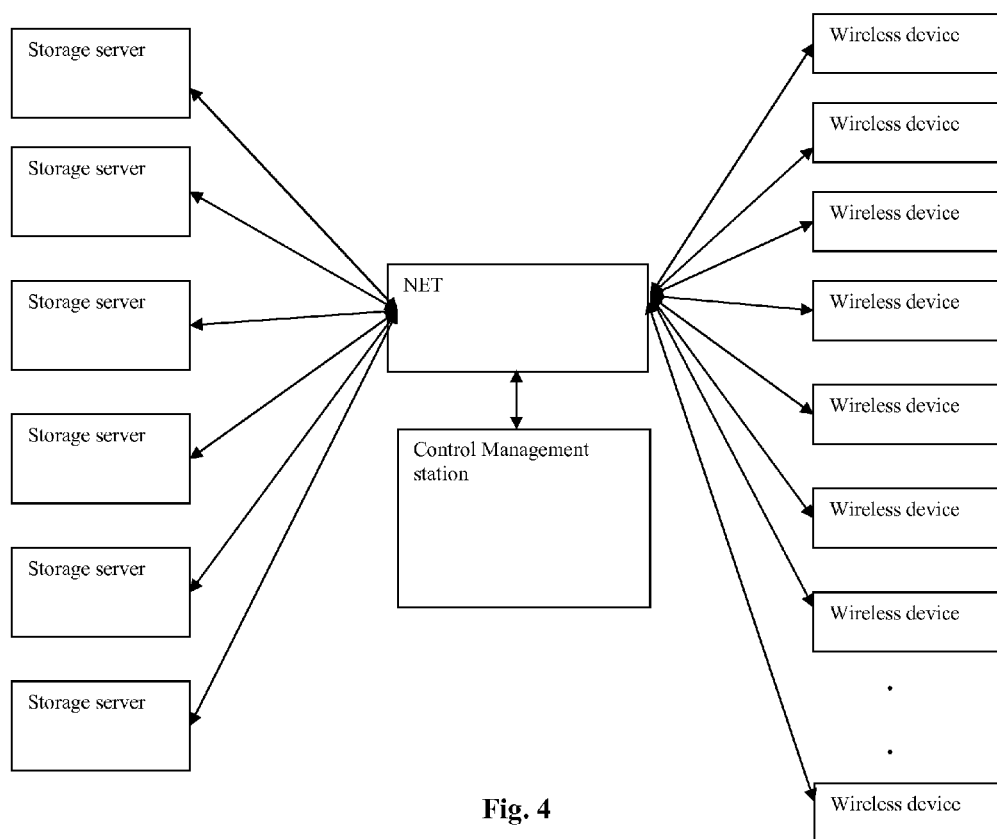 Storage server
Storage server
Storage server
Storage server
Storage server
Storage server
NET
Control Management
station
Wireless device
Wireless device
Wireless device
Wireless device
Wireless device
Wireless device
Wireless device
.
.
Wireless device
Fig. 4